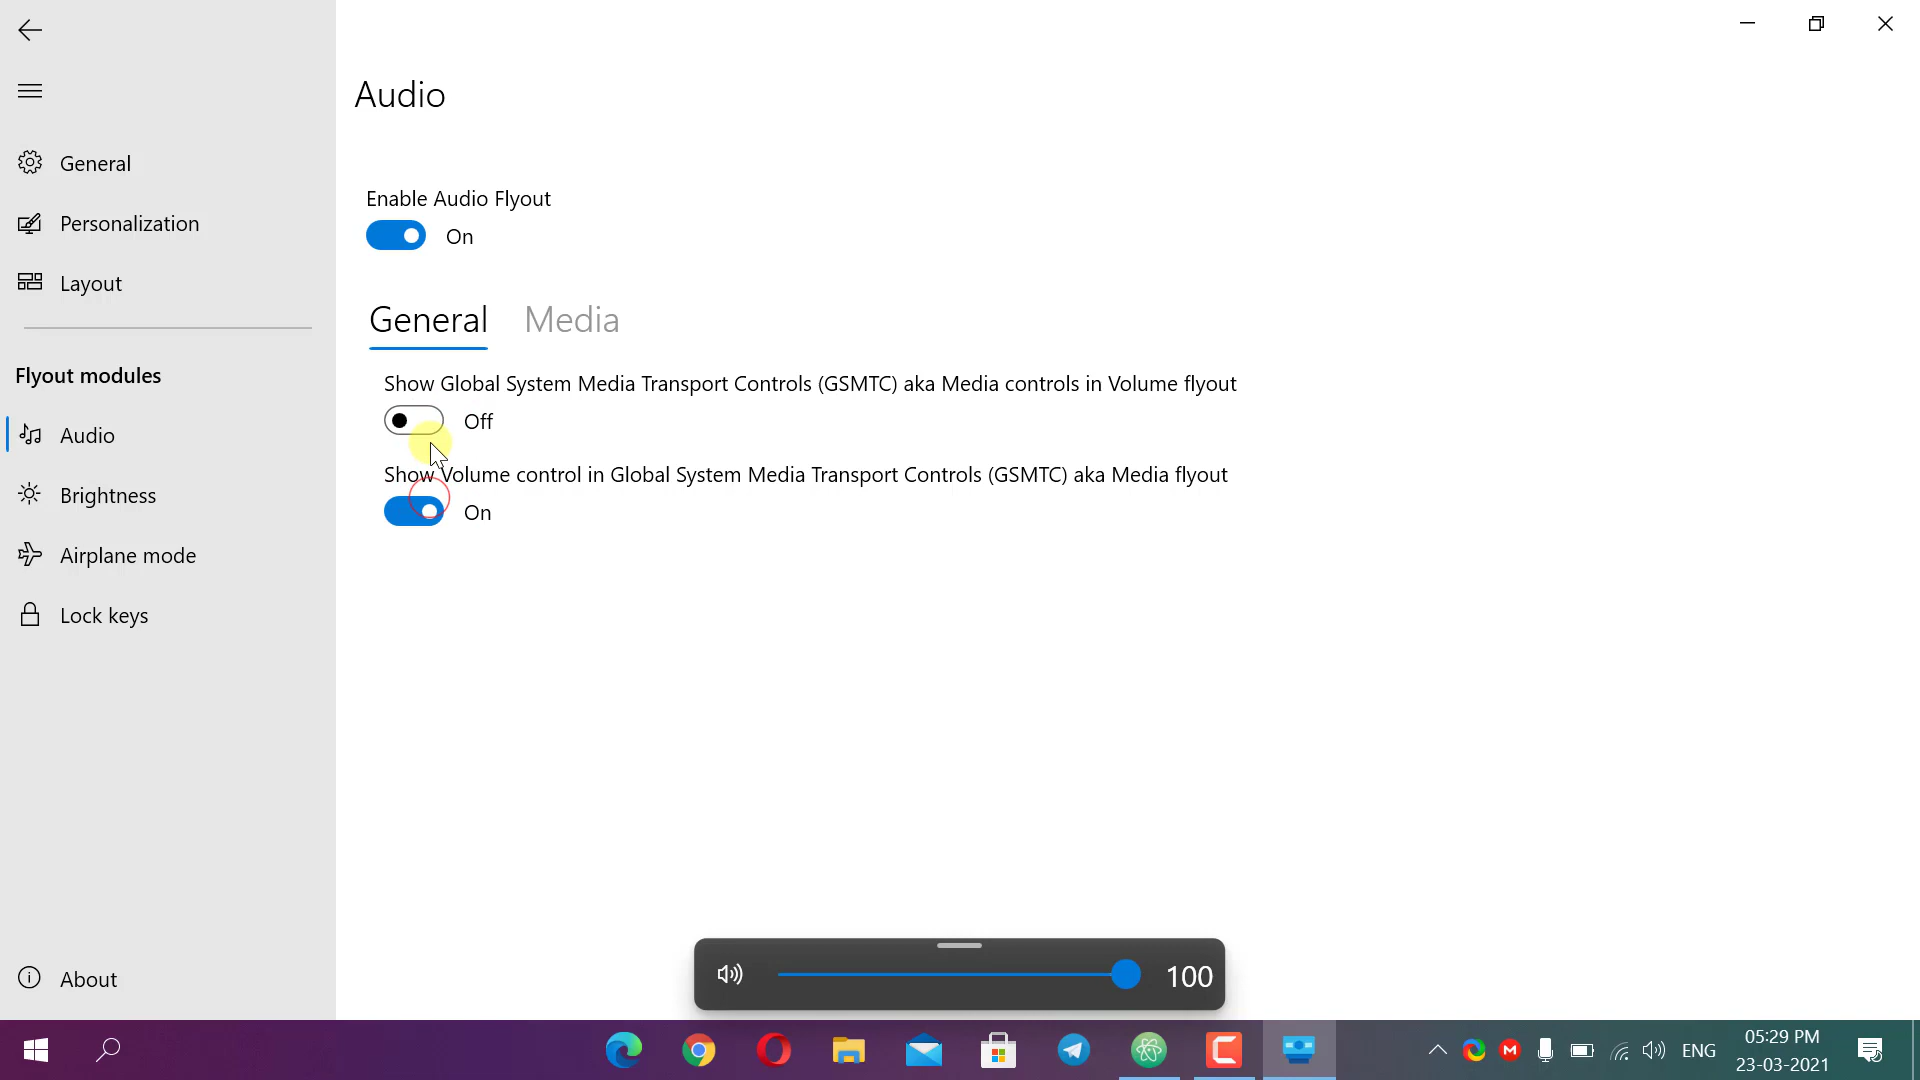 General
Personalization
Layout
Flyout modules
Audio
Brightness
Airplane mode
Lock keys
About
Audio
Enable Audio Flyout
On
General Media
Show Global System Media Transport Controls (GSMTC) aka Media controls in Volume flyout
Off
Show Volume control in Global System Media Transport Controls (GSMTC) aka Media flyout
On
100
ENG
05:29 PM
23-03-2021